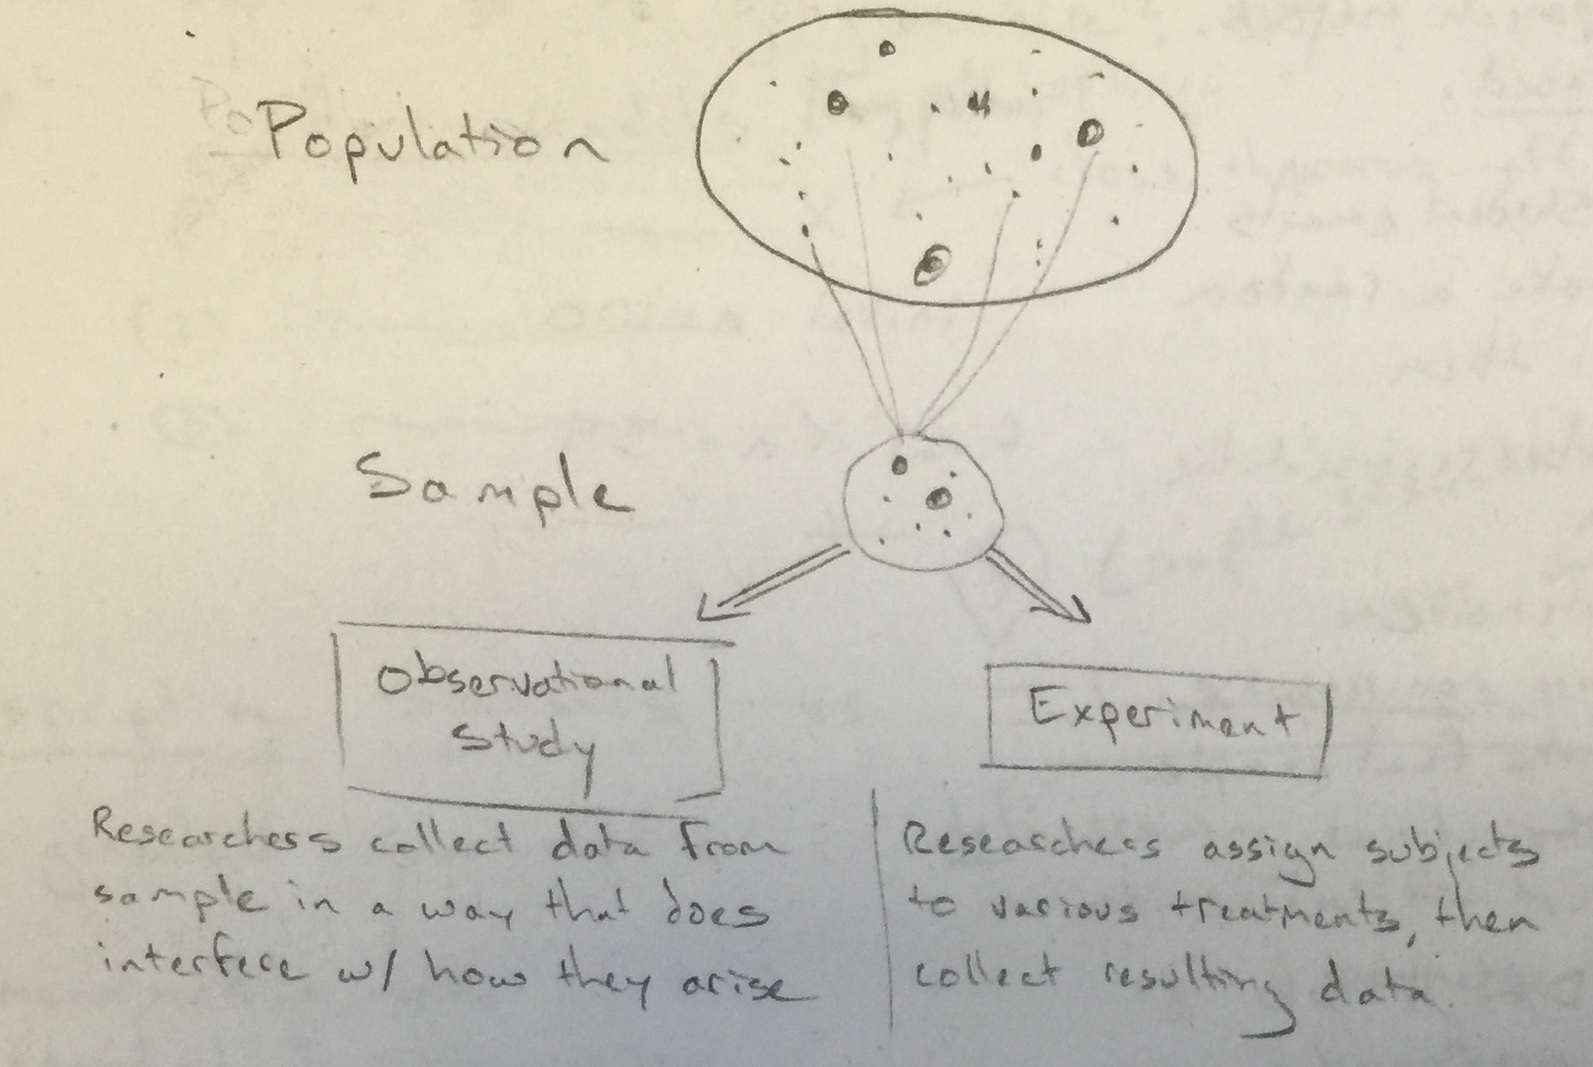 Population
Sample
Observational
Study
Experiment
Researchers collect data from
sample in a way that does
interfere w/ how they arise
Researchers assign subjects
to various treatments, then
collect resulting data.